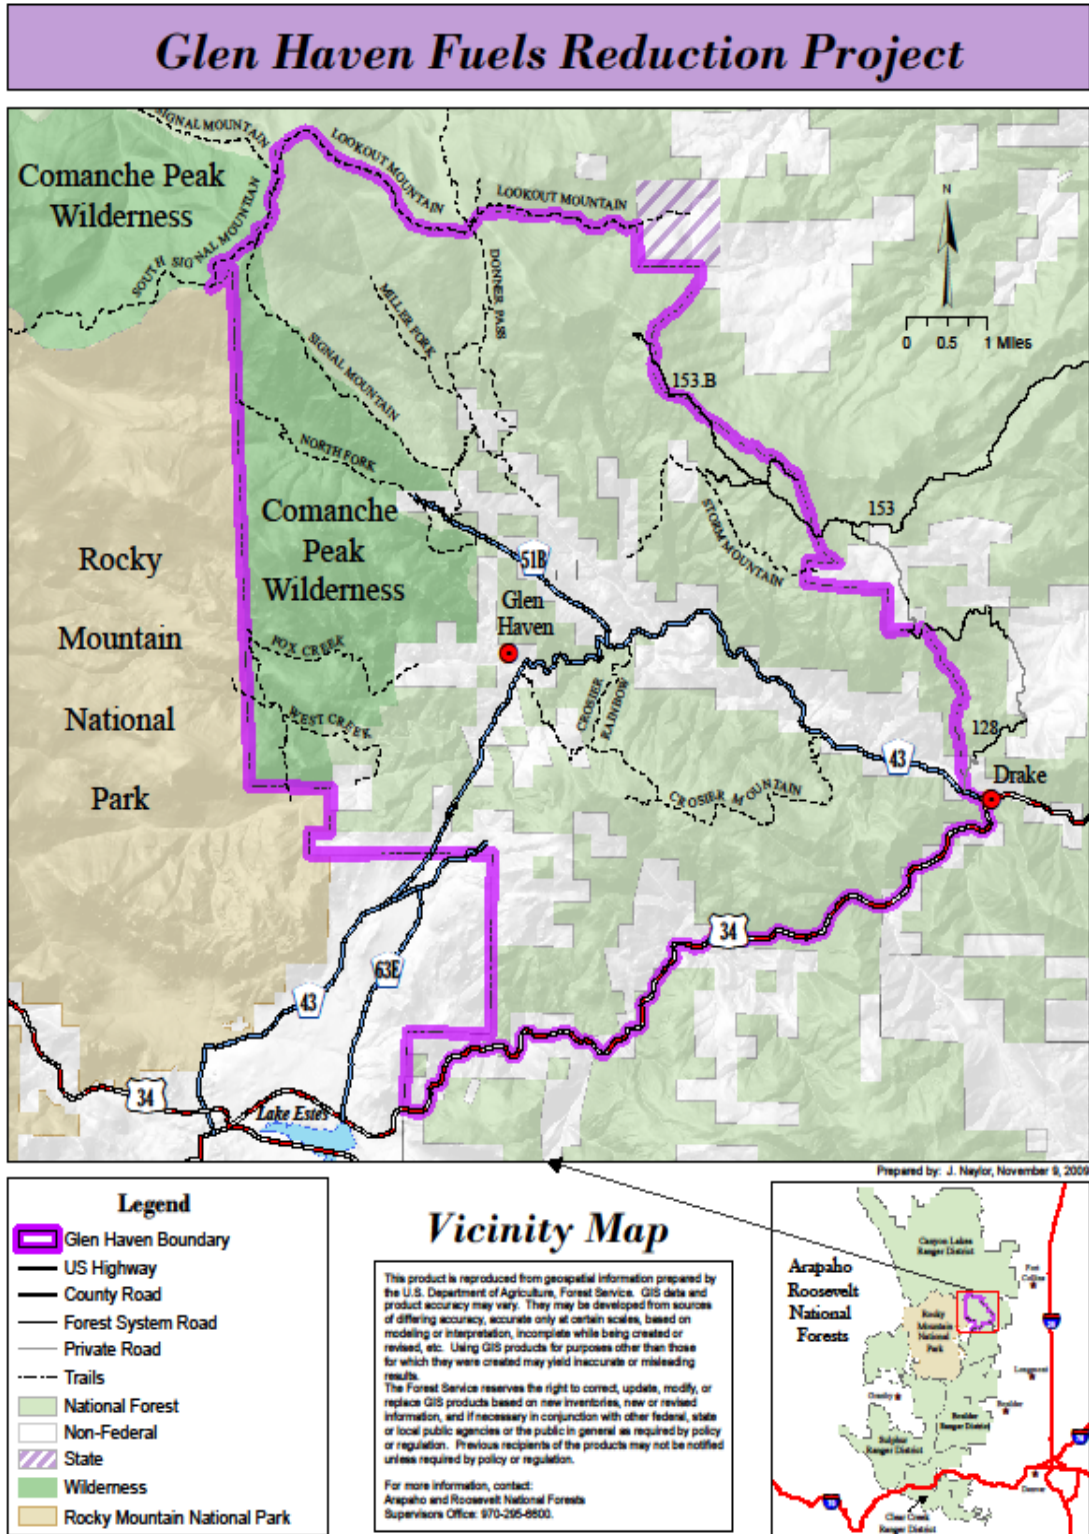 Glen Haven Fuels Reduction Project
SIGNAL MOUNTAIN
LOOKOUT MOUNTAIN
LOOKOUT MOUNTAIN
Comanche Peak
Wilderness
SOUTH SIGNAL MOUNTIAN
N
DONNER PASS
MILLER FORK
SIGNAL MOUNTAIN
0 0.5 1 Miles
153.B
NORTH FORK
153
STORM MOUNTAIN
Comanche
Peak
Wilderness
Rocky
Mountain
National
Park
51B
Glen
Haven
FOX CREEK
WEST CREEK
CROSIER
RAINBOW
CROSIER MOUNTAIN
128
43
Drake
34
63E
43
34
Lake Estes
Prepared by: J. Naylor, November 9, 2009
Legend
Glen Haven Boundary
US Highway
County Road
Forest System Road
Private Road
Trails
National Forest
Non-Federal
State
Wilderness
Rocky Mountain National Park
Vicinity Map
This product is reproduced from geospatial information prepared by
the U.S. Department of Agriculture, Forest Service. GIS data and
product accuracy may vary. They may be developed from sources
of differing accuracy, accurate only at certain scales, based on
modeling or interpretation, incomplete while being created or
revised, etc. Using GIS products for purposes other than those
for which they were created may yield inaccurate or misleading
results.
The Forest Service reserves the right to correct, update, modify, or
replace GIS products based on new inventories, new or revised
information, and if necessary in conjunction with other federal, state
or local public agencies or the public in general as required by policy
or regulation. Previous recipients of the products may not be notified
unless required by policy or regulation.
For more information, contact:
Arapaho and Roosevelt National Forests
Supervisors Office: 970-295-6600.
Arapaho
Roosevelt
National
Forests
Canyon Lakes
Ranger District
Fort
Collins
Rocky
Mountain
National
Park
Longmont
Granby
Boulder
Boulder
Ranger District
Sulphur
Ranger District
Denver
Clear Creek
Ranger District